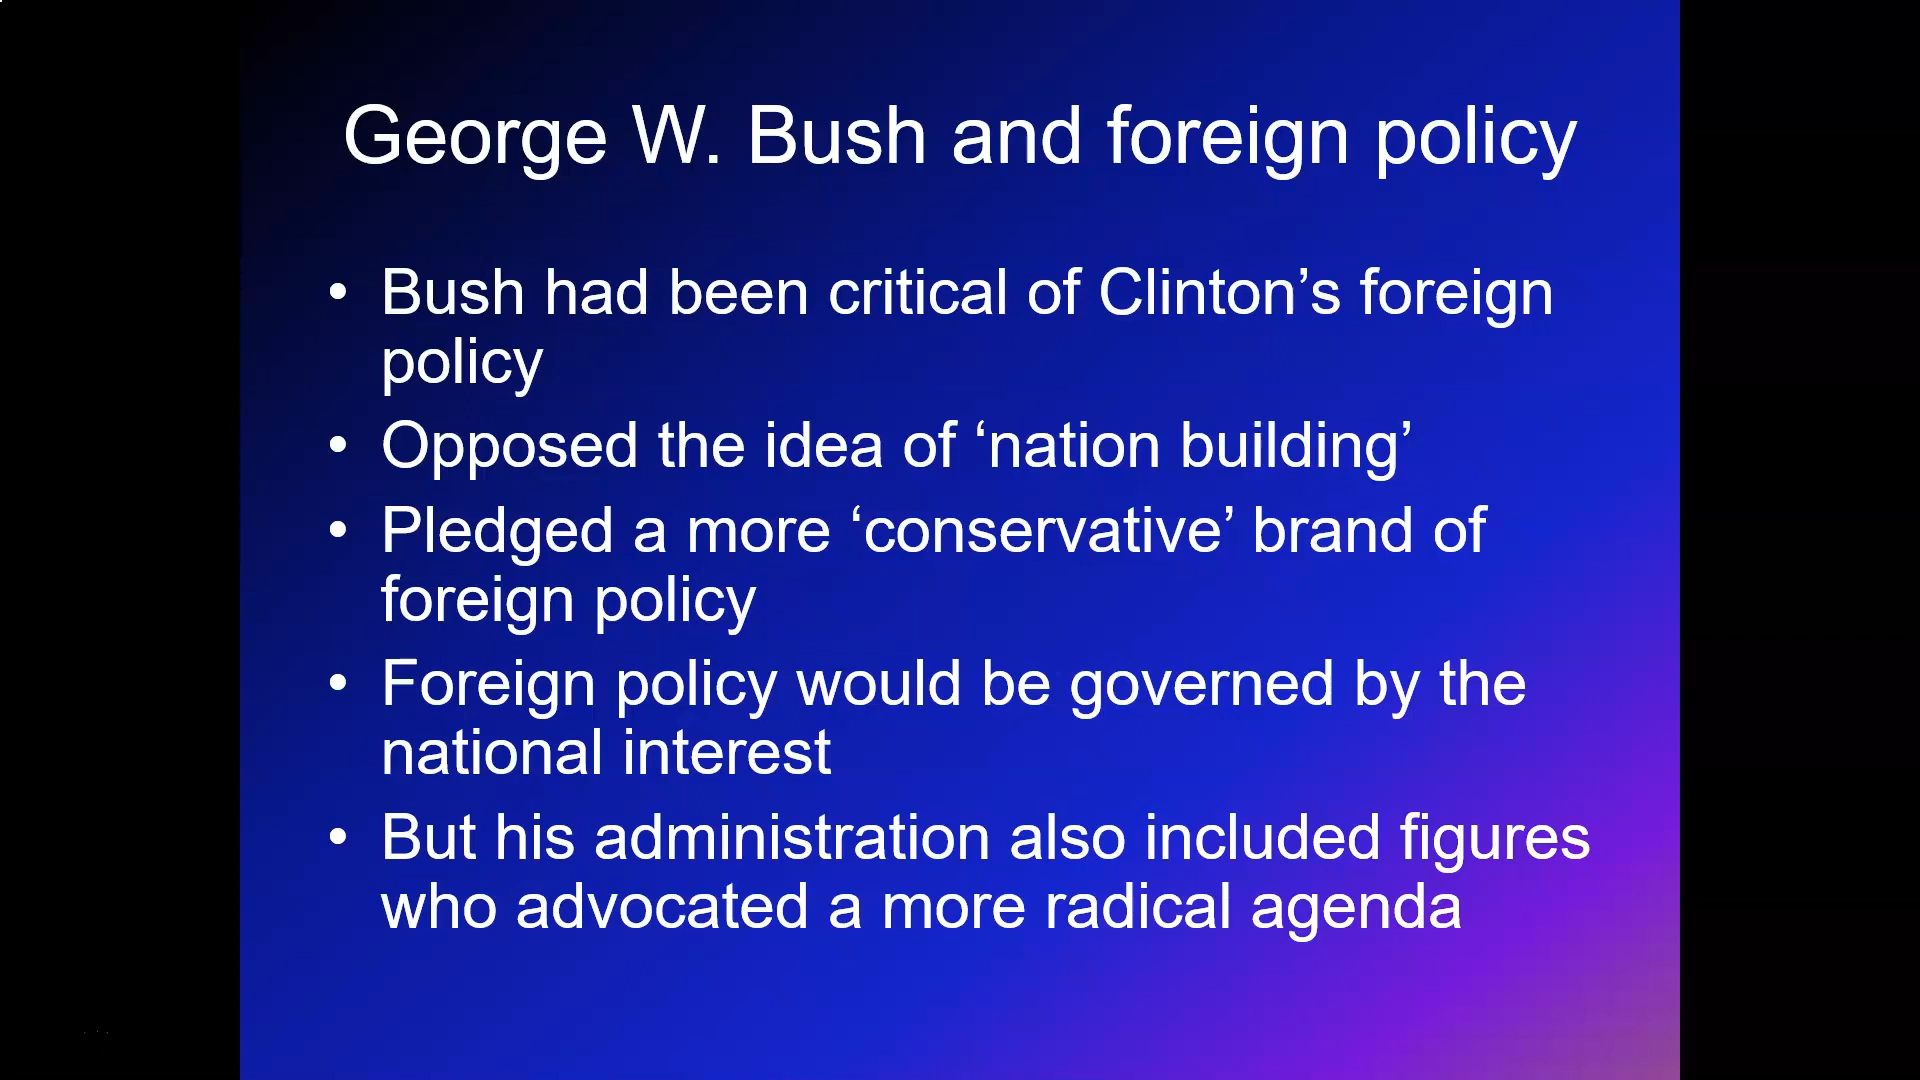 George W. Bush and foreign policy
• Bush had been critical of Clinton’s foreign
policy
• Opposed the idea of ‘nation building’
• Pledged a more ‘conservative’ brand of
foreign policy
• Foreign policy would be governed by the
national interest
• But his administration also included figures
who advocated a more radical agenda